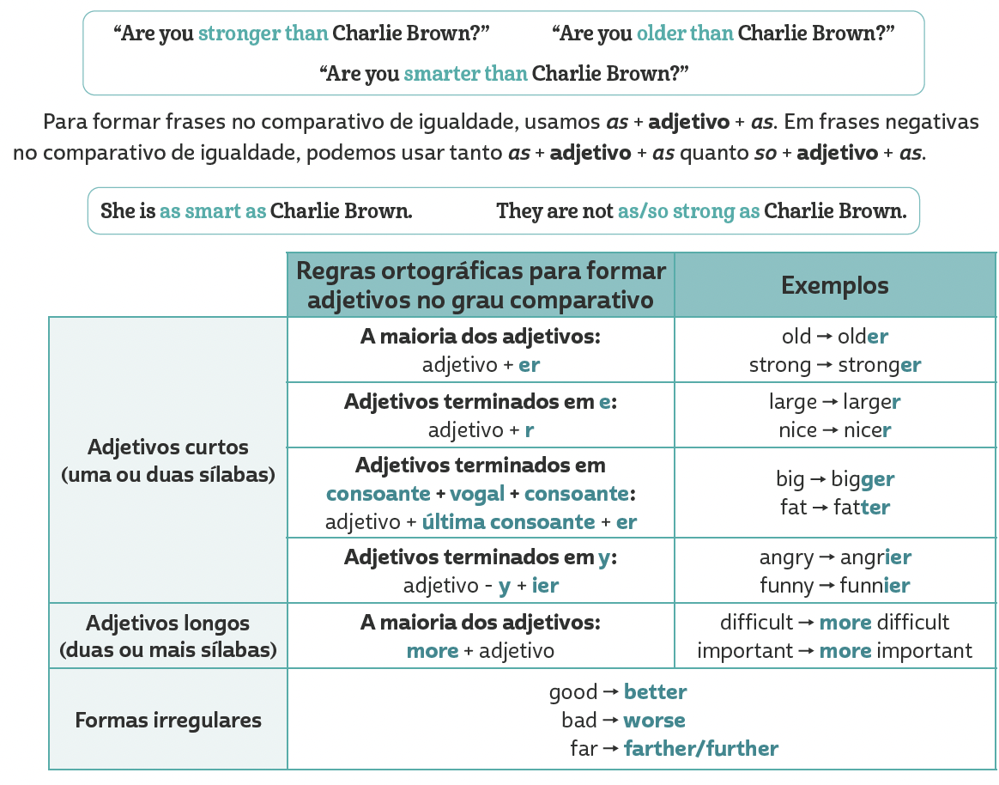 “Are you stronger than Charlie Brown?” “Are you older than Charlie Brown?”
“Are you smarter than Charlie Brown?”
Para formar frases no comparativo de igualdade, usamos as + adjetivo + as. Em frases negativas
no comparativo de igualdade, podemos usar tanto as + adjetivo + as quanto so + adjetivo + as.
She is as smart as Charlie Brown. They are not as/so strong as Charlie Brown.
Regras ortográficas para formar
adjetivos no grau comparativo
Exemplos
Adjetivos curtos
(uma ou duas sílabas)
A maioria dos adjetivos:
adjetivo + er
old → older
strong → stronger
Adjetivos terminados em e:
adjetivo + r
large → larger
nice → nicer
Adjetivos terminados em
consoante + vogal + consoante:
adjetivo + última consoante + er
big → bigger
fat → fatter
Adjetivos terminados em y:
adjetivo - y + ier
angry → angrier
funny → funnier
Adjetivos longos
(duas ou mais sílabas)
A maioria dos adjetivos:
more + adjetivo
difficult → more difficult
important → more important
Formas irregulares
good → better
bad → worse
far → farther/further